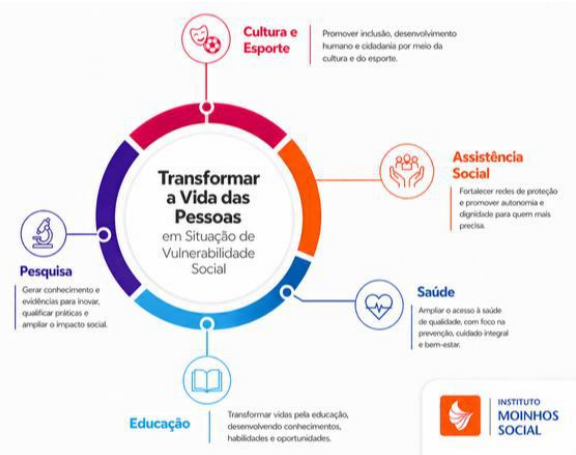 Cultura e
Esporte
Promover inclusão, desenvolvimento
humano e cidadania por meio da
cultura e do esporte.
Assistência
Social
Fortalecer redes de proteção
e promover autonomia e
dignidade para quem mais
precisa.
Transformar
a Vida das
Pessoas
em Situação de
Vulnerabilidade
Social
Pesquisa
Gerar conhecimento e
evidências para inovar,
qualificar práticas e
ampliar o impacto social.
Saúde
Ampliar o acesso à saúde
de qualidade, com foco na
prevenção, cuidado integral
e bem-estar.
Educação
Transformar vidas pela educação,
desenvolvendo conhecimentos,
habilidades e oportunidades.
INSTITUTO
MOINHOS
SOCIAL